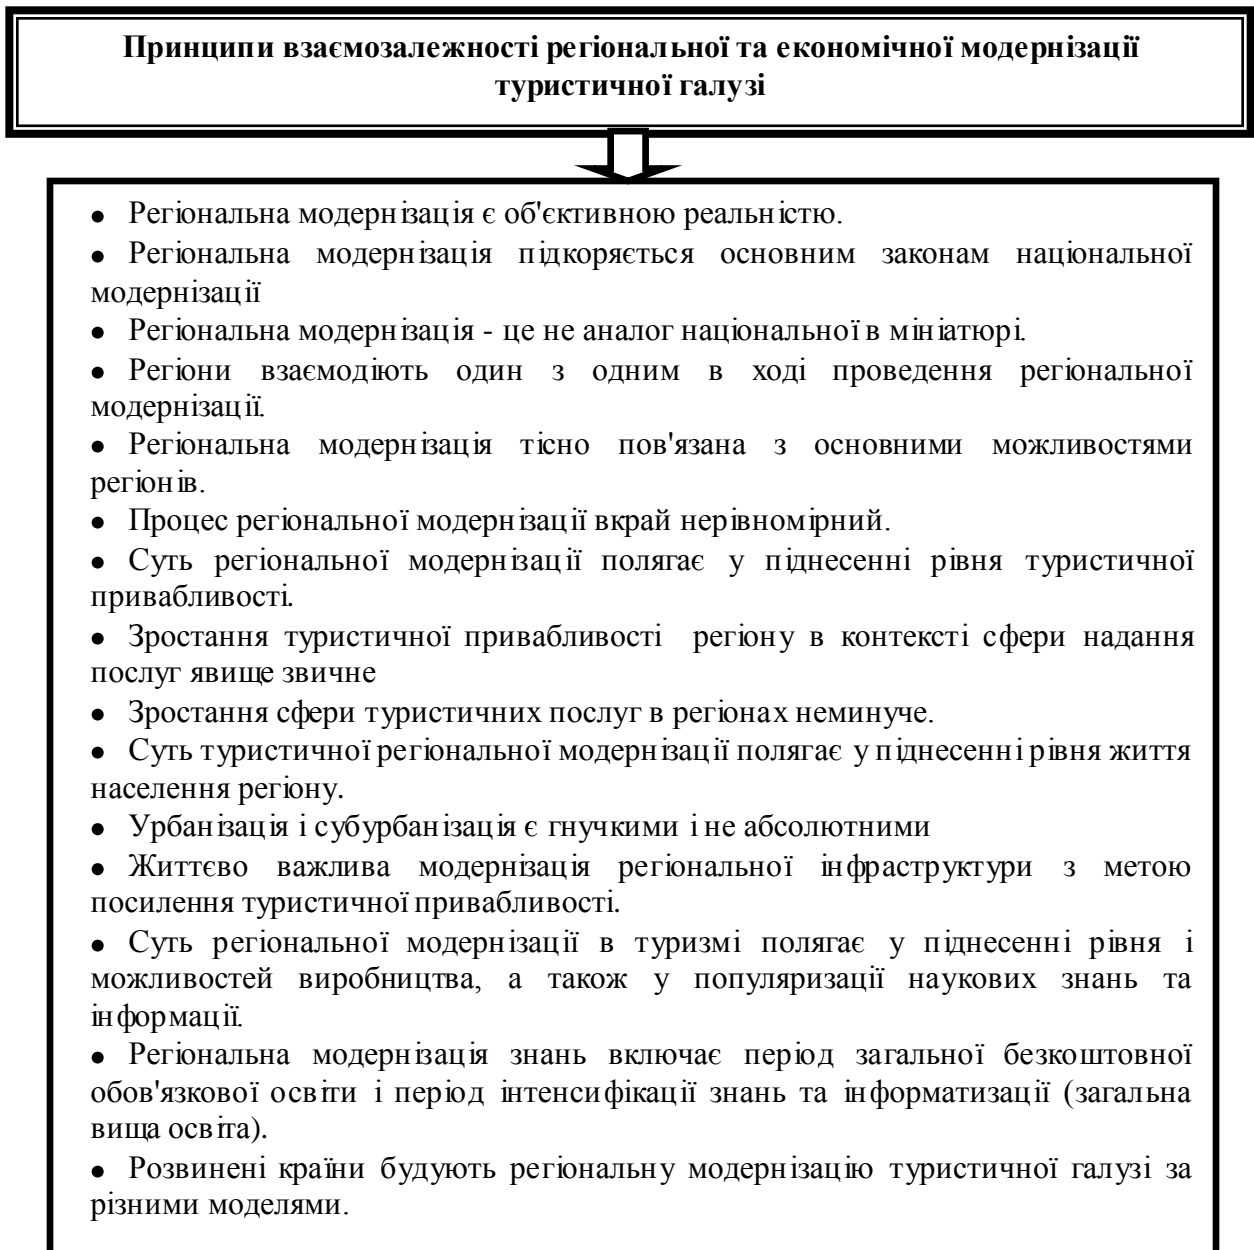 Принципи взаємозалежності регіональної та економічної модернізації
туристичної галузі
● Регіональна модернізація є об'єктивною реальністю.
● Регіональна модернізація підкоряється основним законам національної
модернізації
● Регіональна модернізація - це не аналог національної в мініатюрі.
● Регіони взаємодіють один з одним в ході проведення регіональної
модернізації.
● Регіональна модернізація тісно пов'язана з основними можливостями
регіонів.
● Процес регіональної модернізації вкрай нерівномірний.
● Суть регіональної модернізації полягає у піднесенні рівня туристичної
привабливості.
● Зростання туристичної привабливості регіону в контексті сфери надання
послуг явище звичне
● Зростання сфери туристичних послуг в регіонах неминуче.
● Суть туристичної регіональної модернізації полягає у піднесенні рівня життя
населення регіону.
● Урбанізація і субурбанізація є гнучкими і не абсолютними
● Життєво важлива модернізація регіональної інфраструктури з метою
посилення туристичної привабливості.
● Суть регіональної модернізації в туризмі полягає у піднесенні рівня і
можливостей виробництва, а також у популяризації наукових знань та
інформації.
● Регіональна модернізація знань включає період загальної безкоштовної
обов'язкової освіти і період інтенсифікації знань та інформатизації (загальна
вища освіта).
● Розвинені країни будують регіональну модернізацію туристичної галузі за
різними моделями.